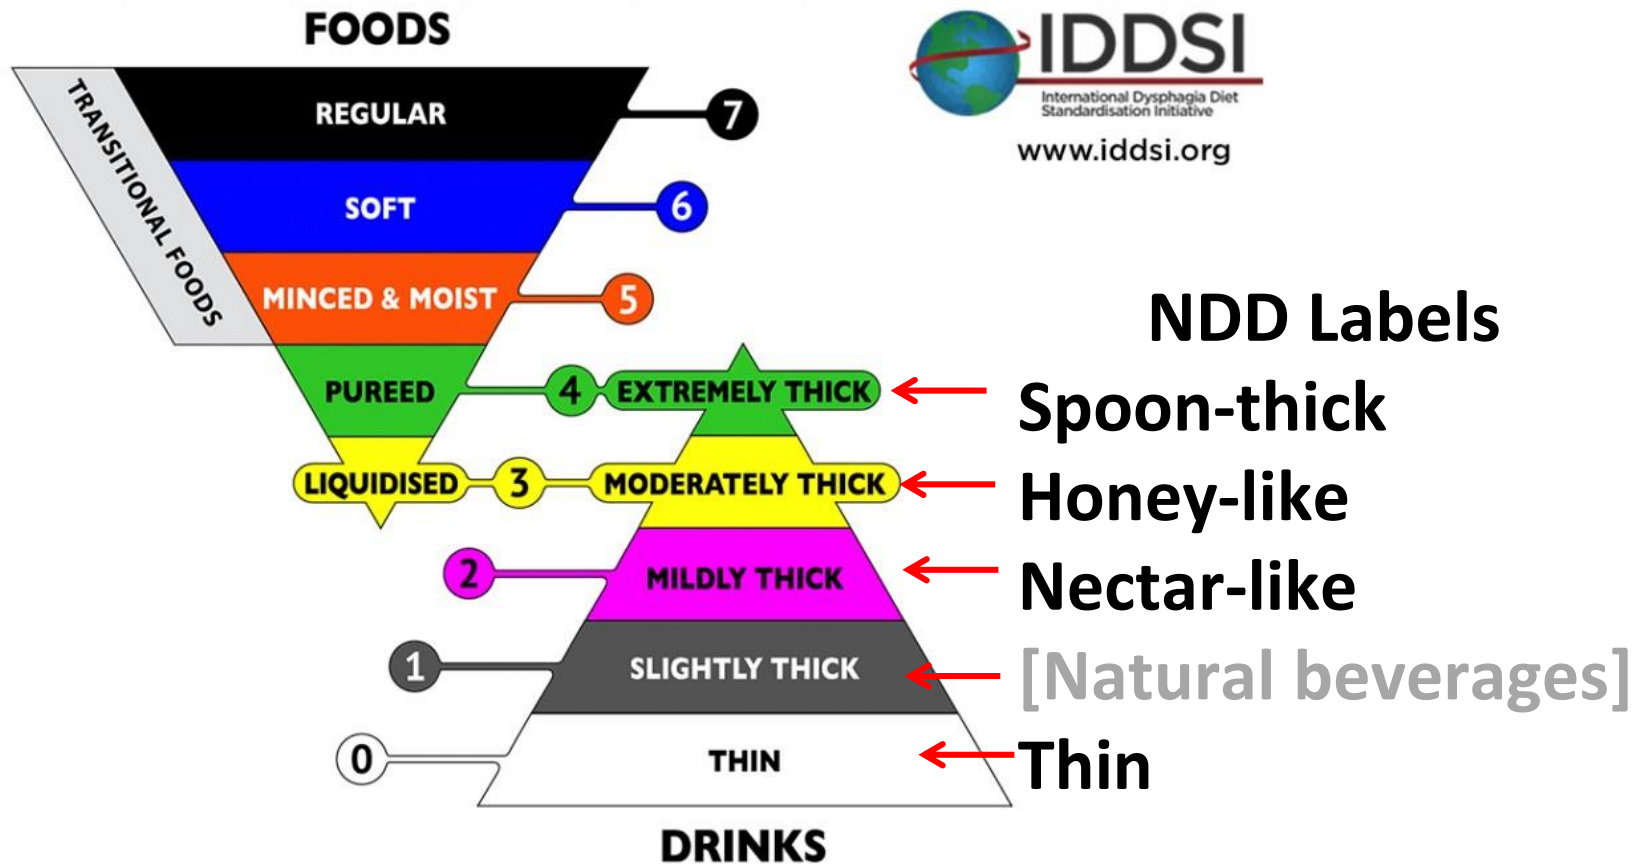 FOODS
IDDSI
International Dysphagia Diet
Standardisation Initiative
www.iddsi.org
TRANSITIONAL FOODS
REGULAR
7
SOFT
6
MINCED & MOIST
5
NDD Labels
PUREED
4
EXTREMELY THICK
Spoon-thick
LIQUIDISED
3
MODERATELY THICK
Honey-like
2
MILDLY THICK
Nectar-like
1
SLIGHTLY THICK
[Natural beverages]
0
THIN
Thin
DRINKS